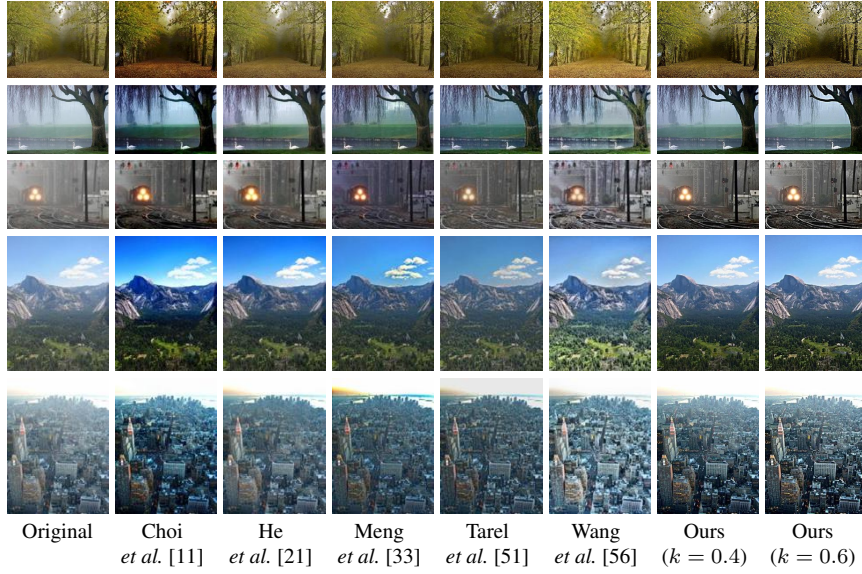 Original Choi He Meng Tarel Wang Ours Ours
et al. [11] et al. [21] et al. [33] et al. [51] et al. [56] (k = 0.4) (k = 0.6)